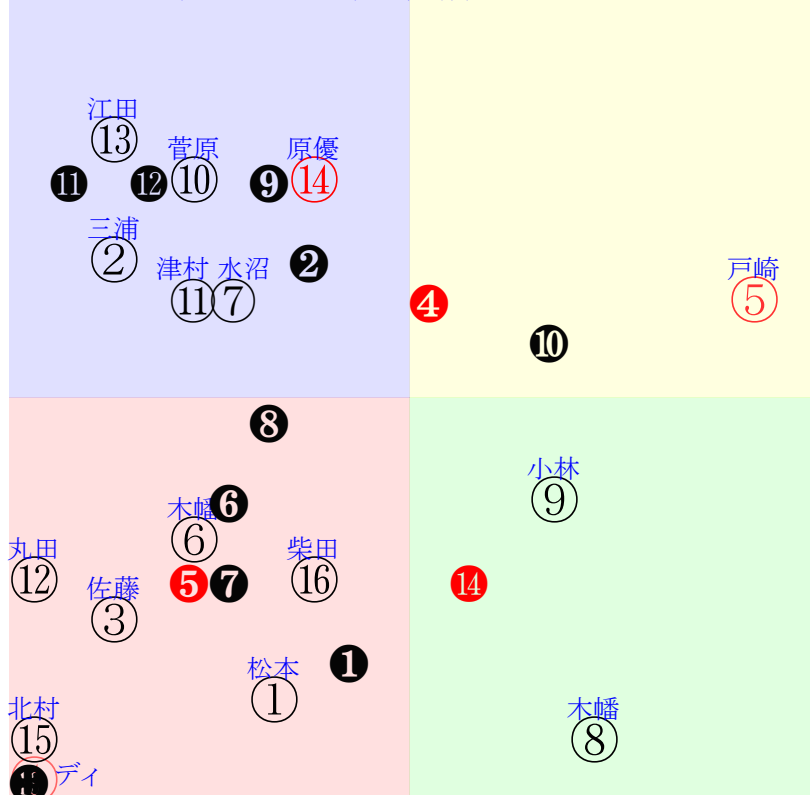 江田
⑬
菅原 原優
⓫ ⓬ ⑩ ❾ ⑭
三浦
② ❷
津村 水沼 戸崎
⑪ ⑦ ❹ ⑤
❿
❽
小林
木幡 ❻ ⑨
⑥
丸田 柴田
⑫ ❺ ❼ ⑯ ⓮
佐藤
③
松本 ❶
①
北村 木幡
⑮ ⑧
ディ